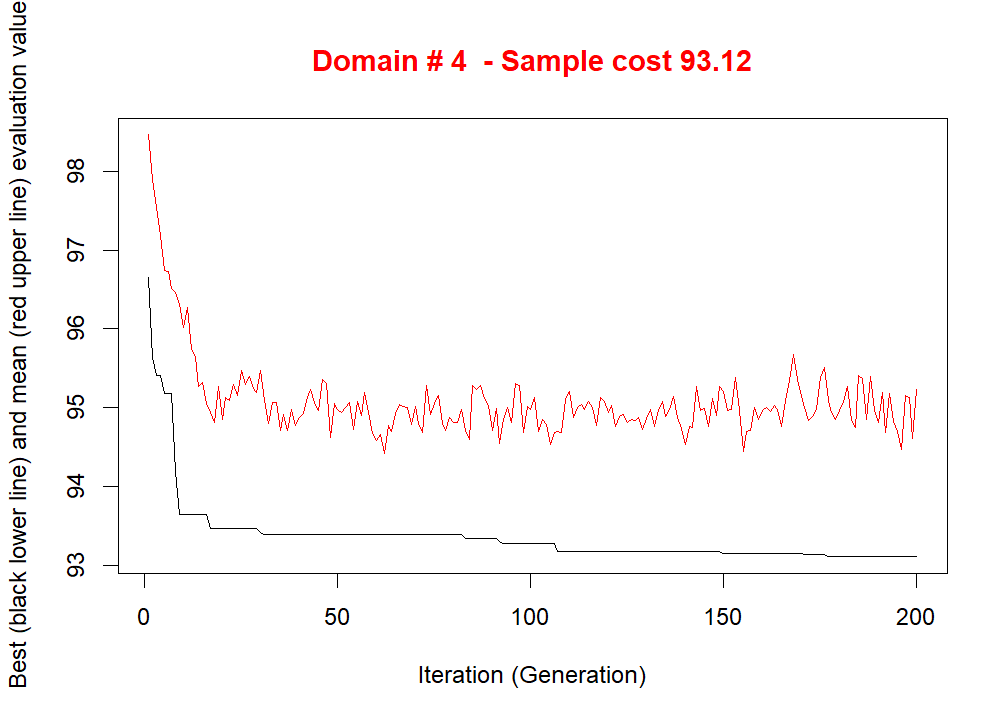 Domain # 4  - Sample cost 93.12
Best (black lower line) and mean (red upper line) evaluation value
98
97
96
95
94
93
0 50 100 150 200
Iteration (Generation)